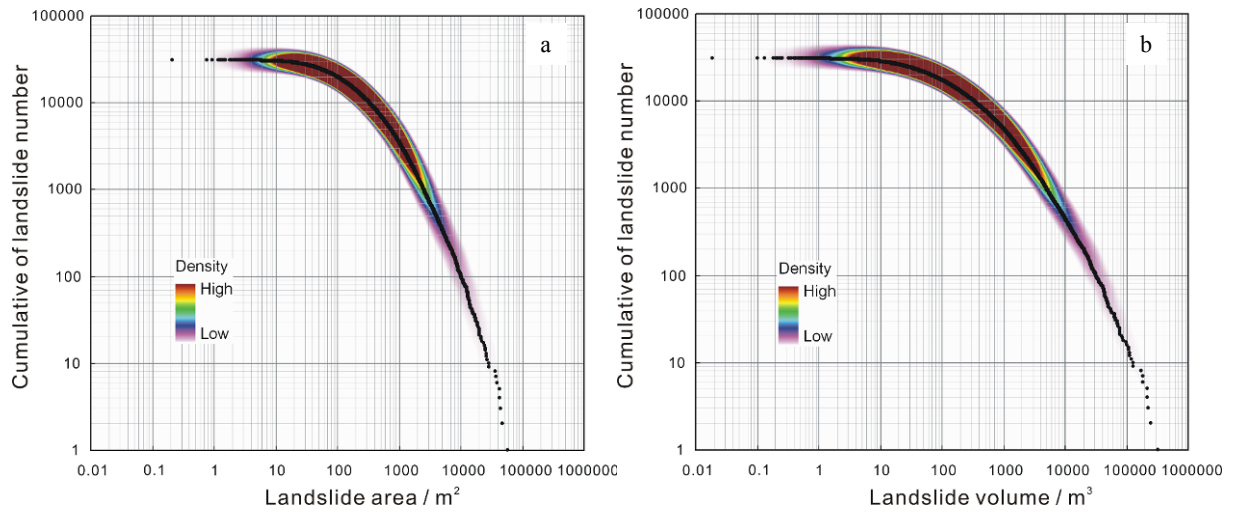 a
100000
10000
1000
100
10
1
Cumulative of landslide number
Density
High
Low
0.01 0.1 1 10 100 1000 10000 100000 1000000
Landslide area / m²
b
100000
10000
1000
100
10
1
Cumulative of landslide number
Density
High
Low
0.01 0.1 1 10 100 1000 10000 100000 1000000
Landslide volume / m³